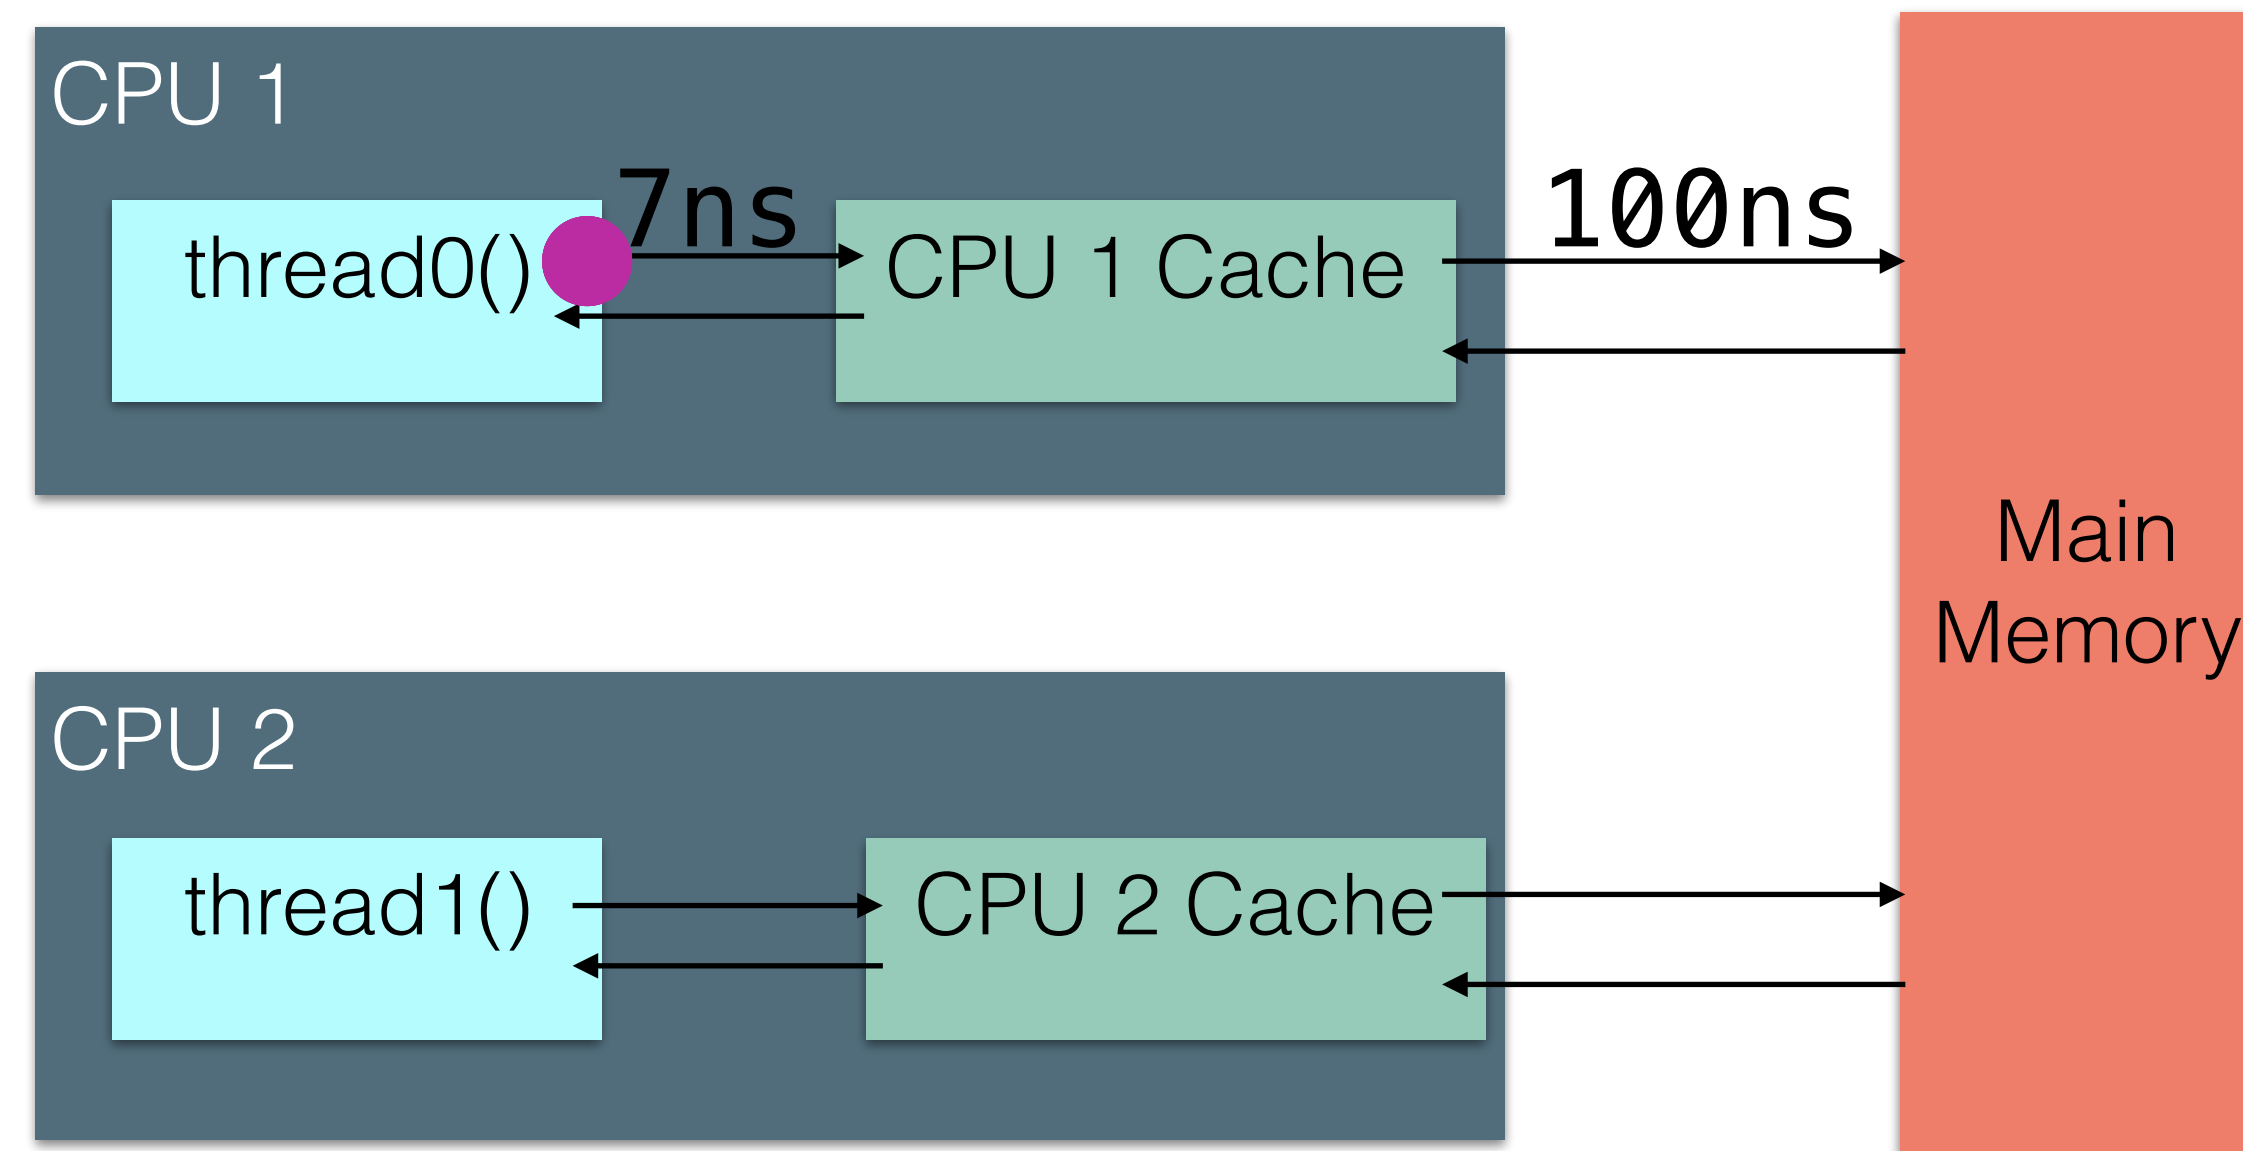 CPU 1
7ns
100ns
thread0()
CPU 1 Cache
Main
Memory
CPU 2
thread1()
CPU 2 Cache